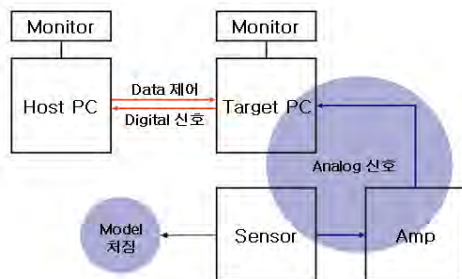 Monitor
Monitor
Host PC
Data 제어
Digital 신호
Target PC
Analog 신호
Model
처짐
Sensor
Amp